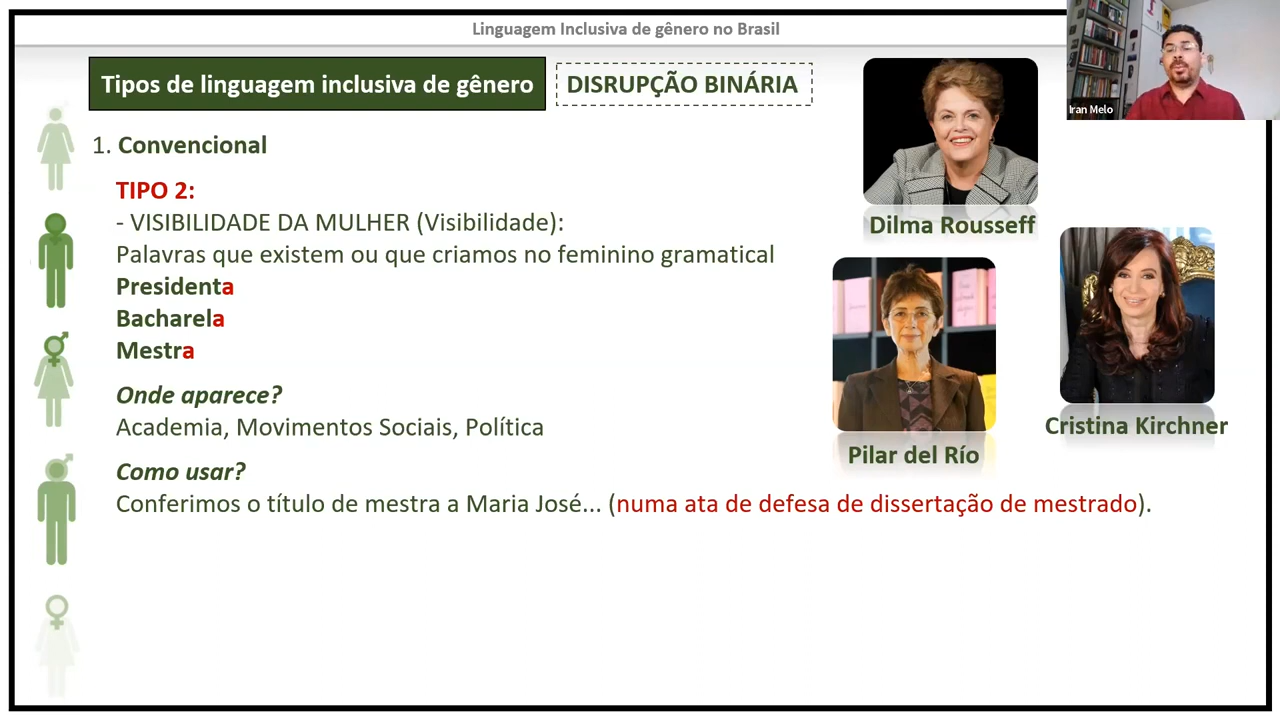 Linguagem Inclusiva de gênero no Brasil
Tipos de linguagem inclusiva de gênero
DISRUPÇÃO BINÁRIA
Iran Melo
1. Convencional
TIPO 2:
- VISIBILIDADE DA MULHER (Visibilidade):
Palavras que existem ou que criamos no feminino gramatical
Presidenta
Bacharela
Mestra
Onde aparece?
Academia, Movimentos Sociais, Política
Como usar?
Conferimos o título de mestra a Maria José... (numa ata de defesa de dissertação de mestrado).
Dilma Rousseff
Cristina Kirchner
Pilar del Río